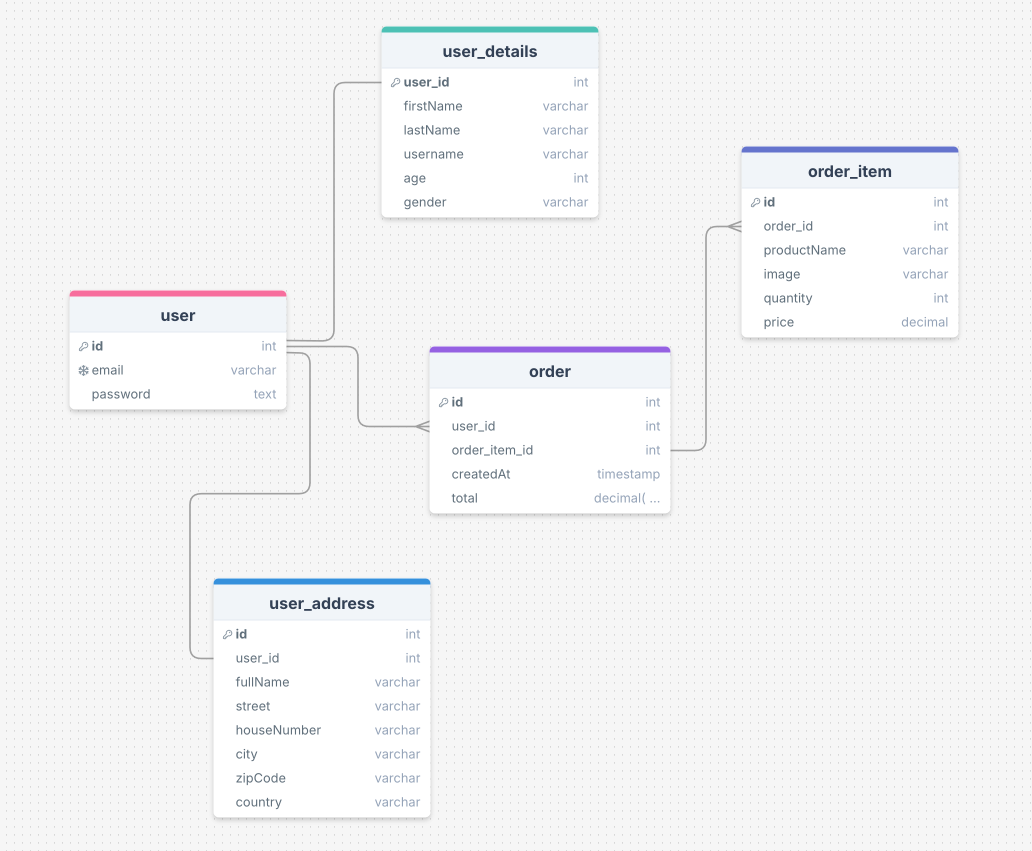 user_details
user_id int
firstName varchar
lastName varchar
username varchar
age int
gender varchar
order_item
id int
order_id int
productName varchar
image varchar
quantity int
price decimal
user
id int
email varchar
password text
order
id int
user_id int
order_item_id int
createdAt timestamp
total decimal( ...
user_address
id int
user_id int
fullName varchar
street varchar
houseNumber varchar
city varchar
zipCode varchar
country varchar